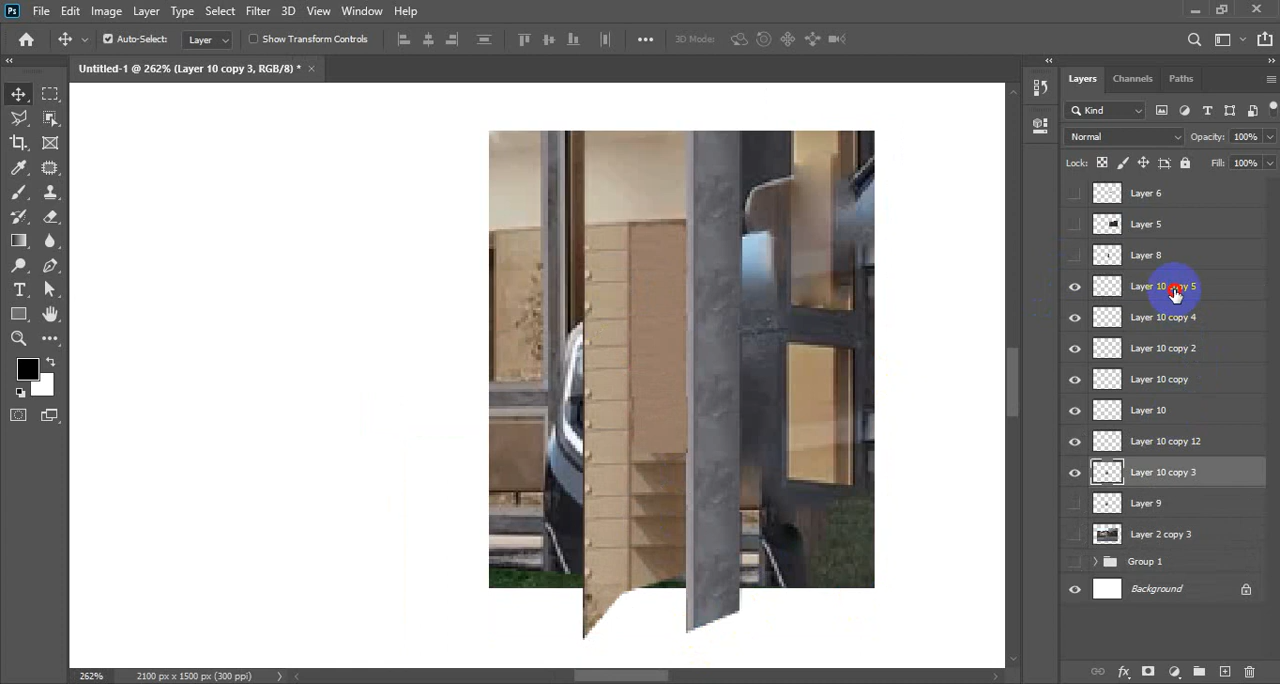 Ps File Edit Image Layer Type Select Filter 3D View Window Help
Auto-Select: Layer Show Transform Controls 3D Mode:
Untitled-1 @ 262% (Layer 10 copy 3, RGB/8) *
Layers Channels Paths
Kind
Normal Opacity: 100%
Lock: Fill: 100%
Layer 6
Layer 5
Layer 8
Layer 10 copy 5
Layer 10 copy 4
Layer 10 copy 2
Layer 10 copy
Layer 10
Layer 10 copy 12
Layer 10 copy 3
Layer 9
Layer 2 copy 3
Group 1
Background
262% 2100 px x 1500 px (300 ppi)